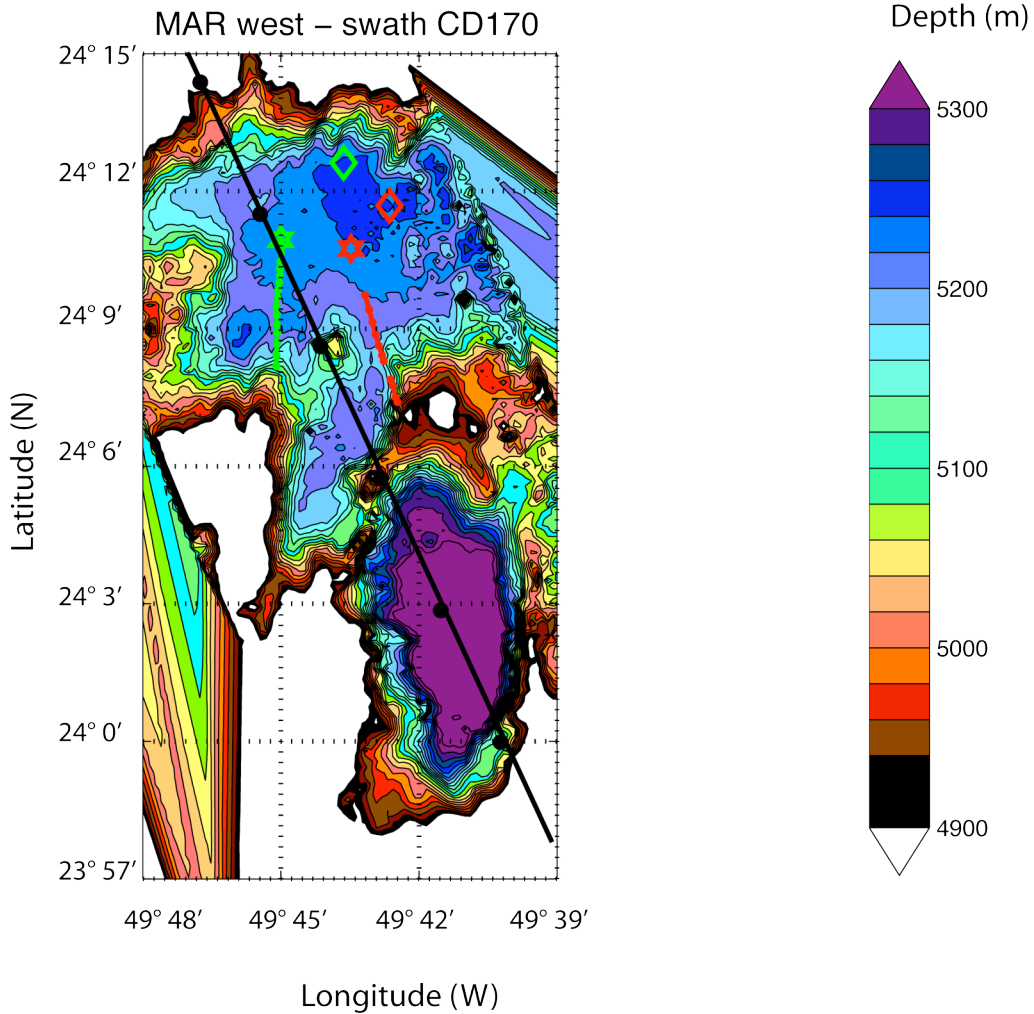 Depth (m)
MAR west – swath CD170
24° 15′
24° 12′
24° 9′
24° 6′
24° 3′
24° 0′
23° 57′
Latitude (N)
49° 48′ 49° 45′ 49° 42′ 49° 39′
Longitude (W)
5300
5200
5100
5000
4900